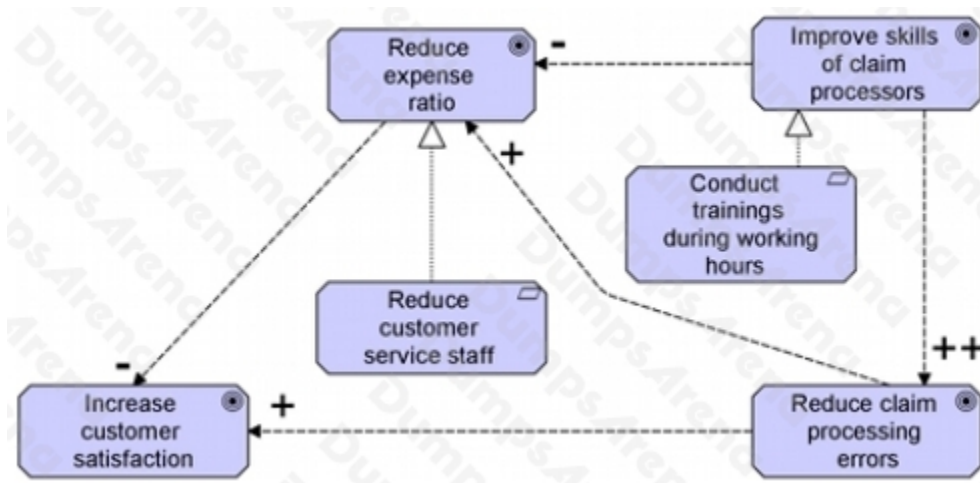 Reduce
expense
ratio
-
Improve skills
of claim
processors
+
Conduct
trainings
during working
hours
Reduce
customer
service staff
-
++
Increase
customer
satisfaction
+
Reduce claim
processing
errors
DumpsArena